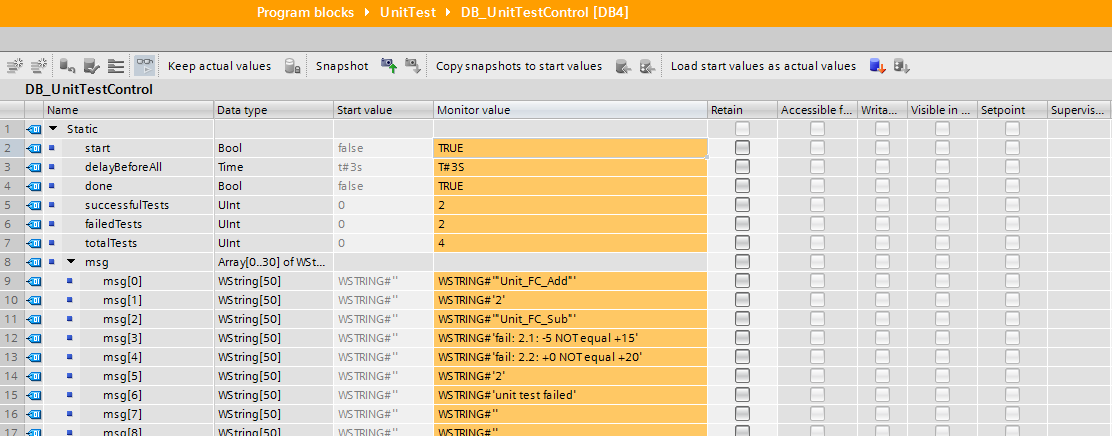 Program blocks UnitTest DB_UnitTestControl [DB4]
Keep actual values Snapshot Copy snapshots to start values Load start values as actual values
DB_UnitTestControl
Name Data type Start value Monitor value Retain Accessible f... Writa... Visible in ... Setpoint Supervis...
1 Static
2 start Bool false TRUE
3 delayBeforeAll Time t#3s T#3S
4 done Bool false TRUE
5 successfulTests UInt 0 2
6 failedTests UInt 0 2
7 totalTests UInt 0 4
8 msg Array[0..30] of WSt...
9 msg[0] WString[50] WSTRING#'' WSTRING#'"Unit_FC_Add"'
10 msg[1] WString[50] WSTRING#'' WSTRING#'2'
11 msg[2] WString[50] WSTRING#'' WSTRING#'"Unit_FC_Sub"'
12 msg[3] WString[50] WSTRING#'' WSTRING#'fail: 2.1: -5 NOT equal +15'
13 msg[4] WString[50] WSTRING#'' WSTRING#'fail: 2.2: +0 NOT equal +20'
14 msg[5] WString[50] WSTRING#'' WSTRING#'2'
15 msg[6] WString[50] WSTRING#'' WSTRING#'unit test failed'
16 msg[7] WString[50] WSTRING#'' WSTRING#''
17 msg[8] WString[50] WSTRING#'' WSTRING#''